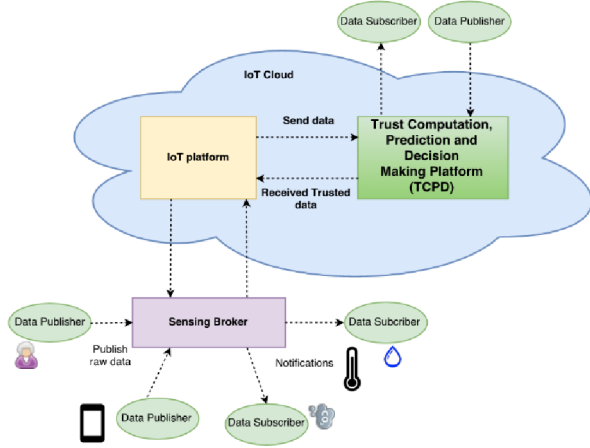 Data Subscriber
Data Publisher
IoT Cloud
Send data
Trust Computation,
Prediction and
Decision
Making Platform
(TCPD)
IoT platform
Received Trusted
data
Data Publisher
Sensing Broker
Data Subcriber
Publish
raw data
Notifications
Data Publisher
Data Subscriber